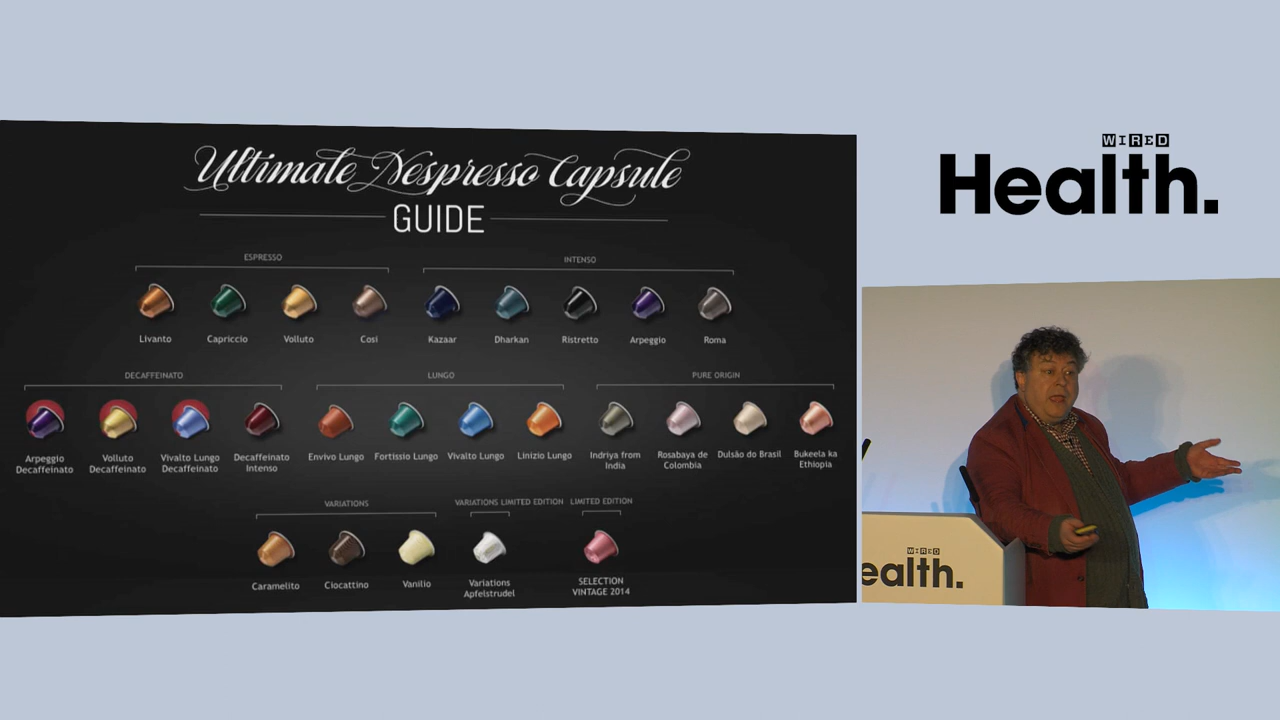 Ultimate Nespresso Capsule
GUIDE
ESPRESSO
INTENSO
Livanto
Capriccio
Volluto
Cosi
Kazaar
Dharkan
Ristretto
Arpeggio
Roma
DECAFFEINATO
LUNGO
PURE ORIGIN
Arpeggio
Decaffeinato
Volluto
Decaffeinato
Vivalto Lungo
Decaffeinato
Decaffeinato
Intenso
Envivo Lungo
Fortissio Lungo
Vivalto Lungo
Linizio Lungo
Indriya from
India
Rosabaya de
Colombia
Dulsão do Brasil
Bukeela ka
Ethiopia
VARIATIONS
VARIATIONS LIMITED EDITION
LIMITED EDITION
Caramelito
Ciocattino
Vanilio
Variations
Apfelstrudel
SELECTION
VINTAGE 2014
WIRED
Health.
WIRED
ealth.